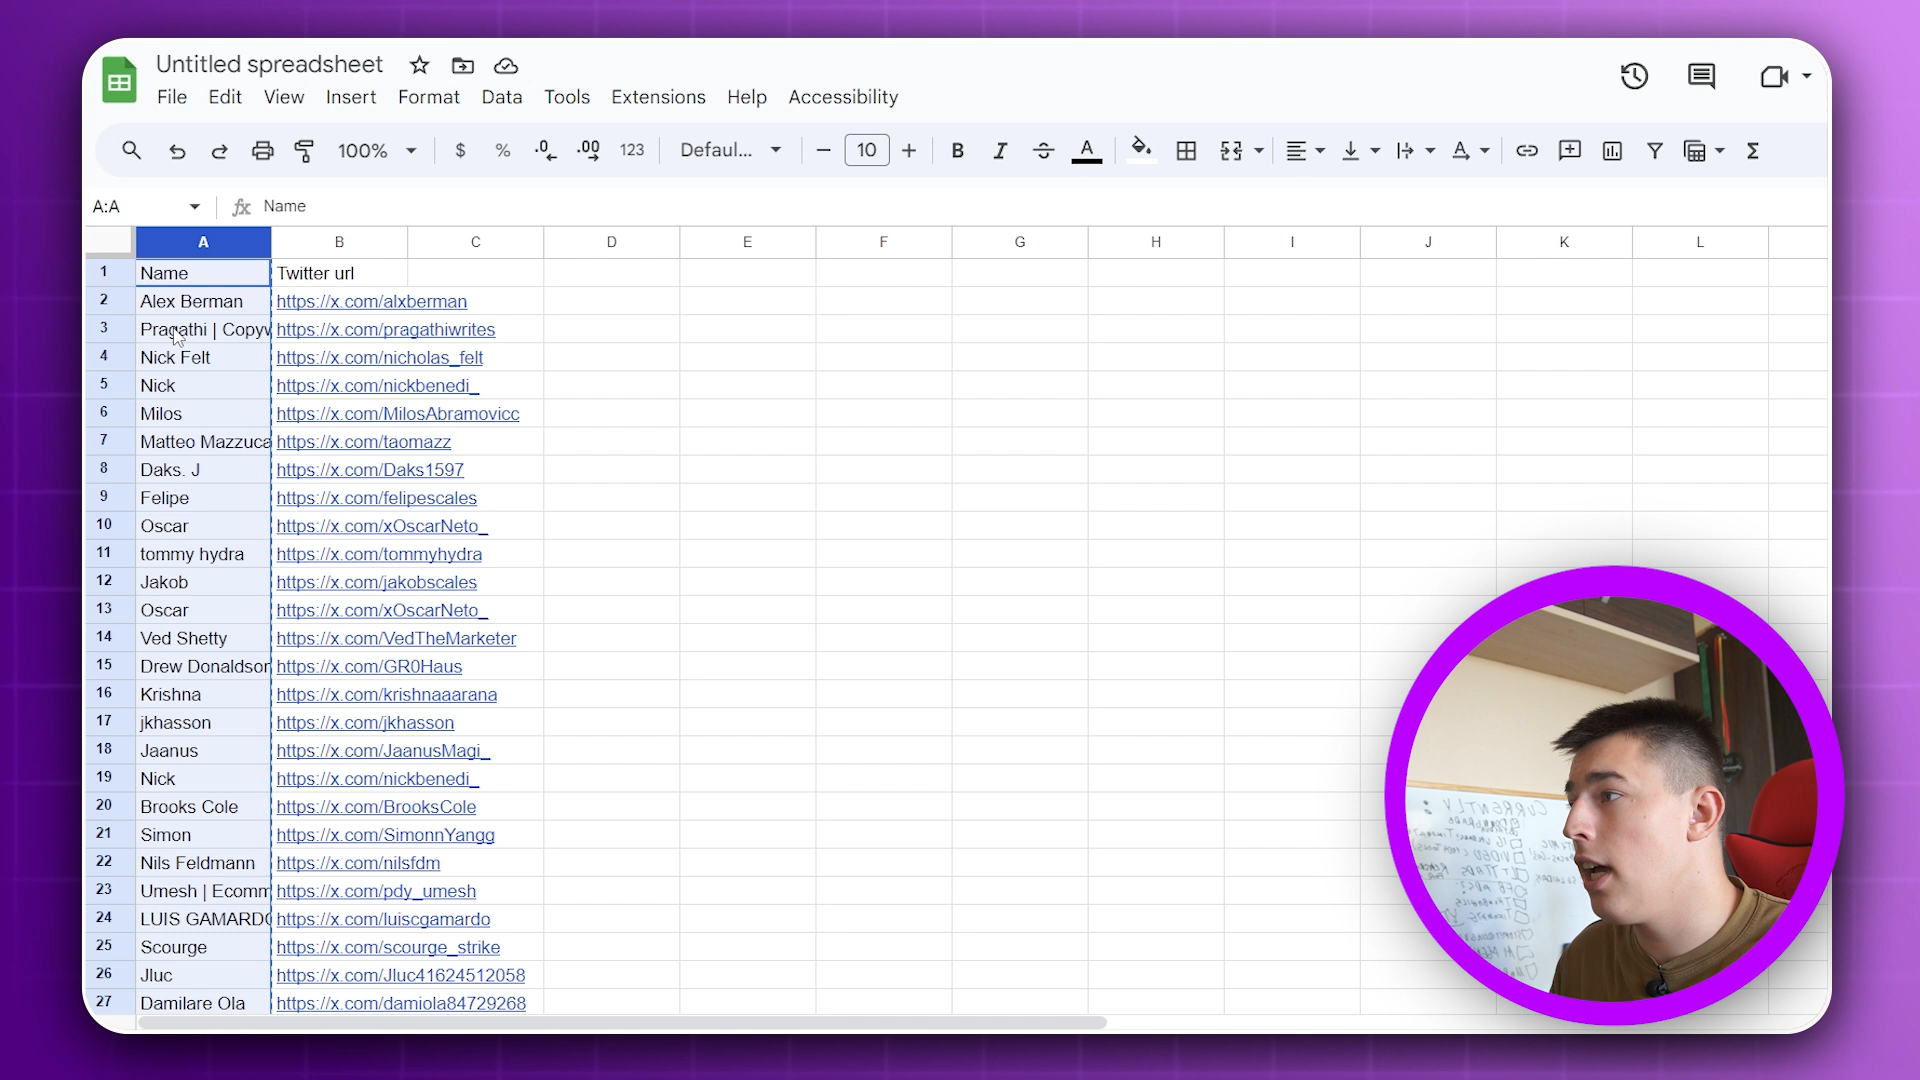 Untitled spreadsheet
File Edit View Insert Format Data Tools Extensions Help Accessibility
100% $ % .0 .00 123 Defaul... − 10 + B I A A Σ
A:A fx Name
A B C D E F G H I J K L
1 Name Twitter url
2 Alex Berman https://x.com/alxberman
3 Pragathi | Copyw https://x.com/pragathiwrites
4 Nick Felt https://x.com/nicholas_felt
5 Nick https://x.com/nickbenedi_
6 Milos https://x.com/MilosAbramovicc
7 Matteo Mazzuca https://x.com/taomazz
8 Daks. J https://x.com/Daks1597
9 Felipe https://x.com/felipescales
10 Oscar https://x.com/xOscarNeto_
11 tommy hydra https://x.com/tommyhydra
12 Jakob https://x.com/jakobscales
13 Oscar https://x.com/xOscarNeto_
14 Ved Shetty https://x.com/VedTheMarketer
15 Drew Donaldson https://x.com/GR0Haus
16 Krishna https://x.com/krishnaaarana
17 jkhasson https://x.com/jkhasson
18 Jaanus https://x.com/JaanusMagi_
19 Nick https://x.com/nickbenedi_
20 Brooks Cole https://x.com/BrooksCole
21 Simon https://x.com/SimonnYangg
22 Nils Feldmann https://x.com/nilsfdm
23 Umesh | Ecomm https://x.com/pdy_umesh
24 LUIS GAMARDO https://x.com/luiscgamardo
25 Scourge https://x.com/scourge_strike
26 Jluc https://x.com/Jluc41624512058
27 Damilare Ola https://x.com/damiola84729268
CURRENTLY: